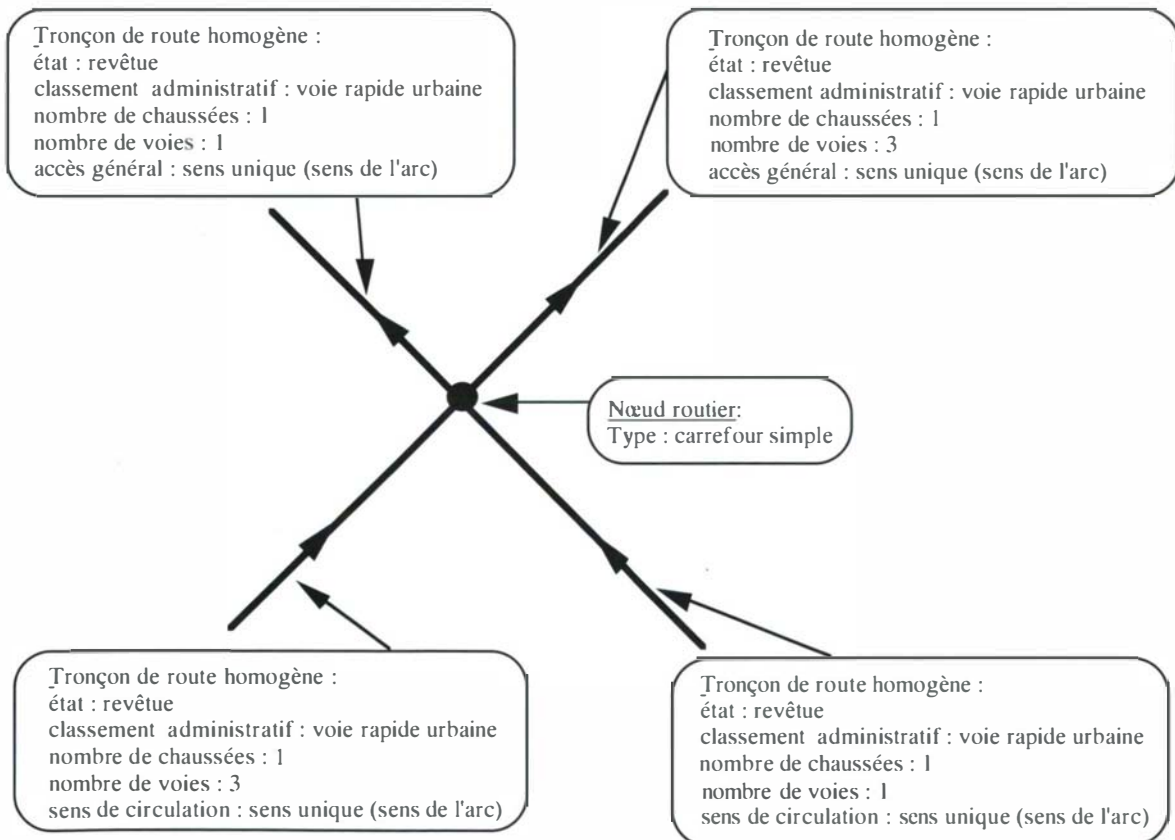 Tronçon de route homogène :
état : revêtue
classement administratif : voie rapide urbaine
nombre de chaussées : 1
nombre de voies : 1
accès général : sens unique (sens de l'arc)
Tronçon de route homogène :
état : revêtue
classement administratif : voie rapide urbaine
nombre de chaussées : 1
nombre de voies : 3
accès général : sens unique (sens de l'arc)
Nœud routier:
Type : carrefour simple
Tronçon de route homogène :
état : revêtue
classement administratif : voie rapide urbaine
nombre de chaussées : 1
nombre de voies : 3
sens de circulation : sens unique (sens de l'arc)
Tronçon de route homogène :
état : revêtue
classement administratif : voie rapide urbaine
nombre de chaussées : 1
nombre de voies : 1
sens de circulation : sens unique (sens de l'arc)